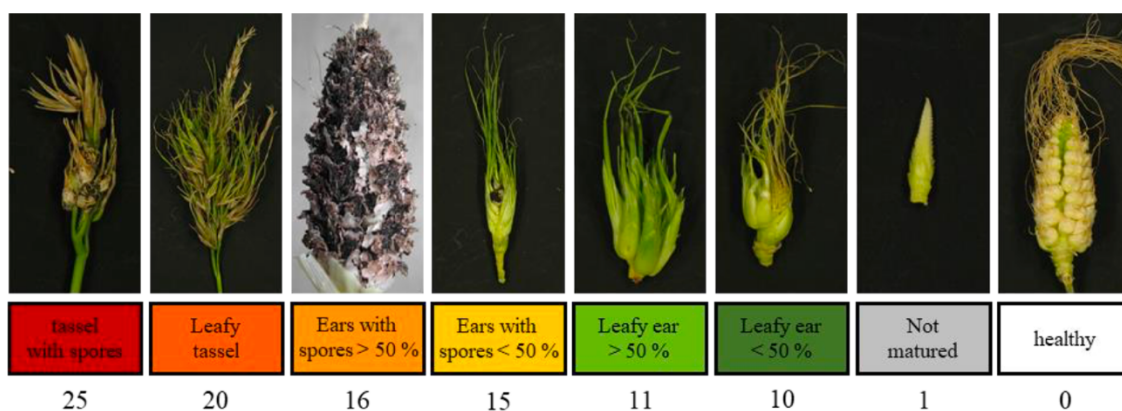 tassel
with spores
Leafy
tassel
Ears with
spores > 50 %
Ears with
spores < 50 %
Leafy ear
> 50 %
Leafy ear
< 50 %
Not
matured
healthy
25
20
16
15
11
10
1
0